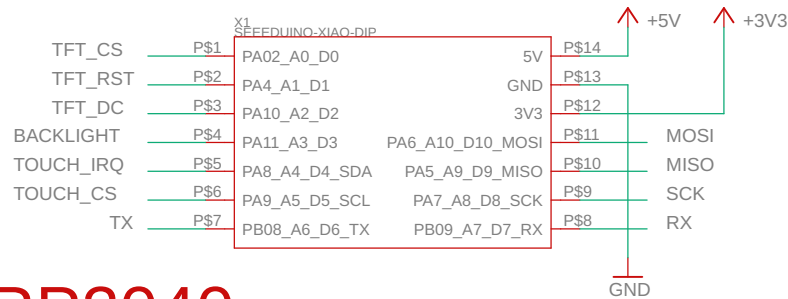 X1
SEEEDUINO-XIAO-DIP
+5V
+3V3
TFT_CS P$1 PA02_A0_D0 5V P$14
TFT_RST P$2 PA4_A1_D1 GND P$13
TFT_DC P$3 PA10_A2_D2 3V3 P$12
BACKLIGHT P$4 PA11_A3_D3 PA6_A10_D10_MOSI P$11 MOSI
TOUCH_IRQ P$5 PA8_A4_D4_SDA PA5_A9_D9_MISO P$10 MISO
TOUCH_CS P$6 PA9_A5_D5_SCL PA7_A8_D8_SCK P$9 SCK
TX P$7 PB08_A6_D6_TX PB09_A7_D7_RX P$8 RX
GND